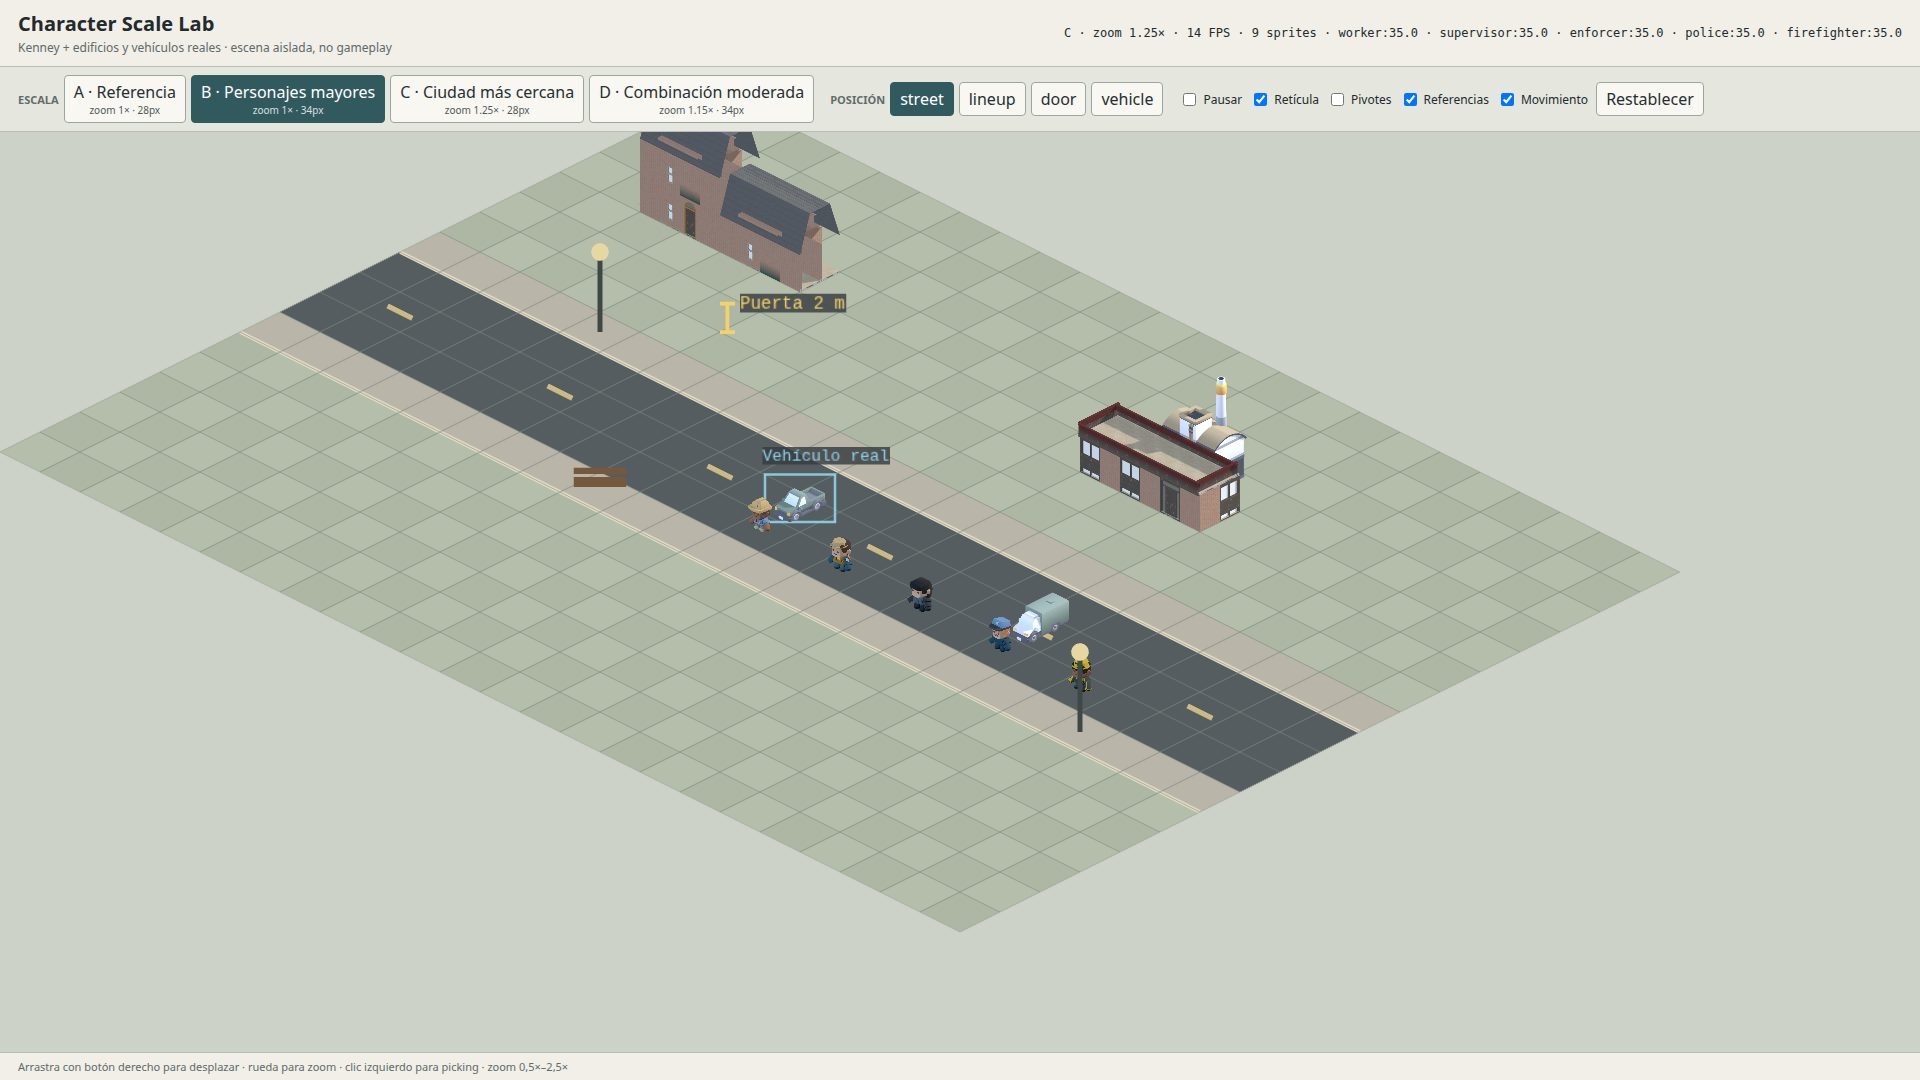 Character Scale Lab
Kenney + edificios y vehículos reales · escena aislada, no gameplay
C · zoom 1.25× · 14 FPS · 9 sprites · worker:35.0 · supervisor:35.0 · enforcer:35.0 · police:35.0 · firefighter:35.0
ESCALA
A · Referencia
zoom 1× · 28px
B · Personajes mayores
zoom 1× · 34px
C · Ciudad más cercana
zoom 1.25× · 28px
D · Combinación moderada
zoom 1.15× · 34px
POSICIÓN
street
lineup
door
vehicle
Pausar
Retícula
Pivotes
Referencias
Movimiento
Restablecer
Puerta 2 m
Vehículo real
Arrastra con botón derecho para desplazar · rueda para zoom · clic izquierdo para picking · zoom 0,5×–2,5×